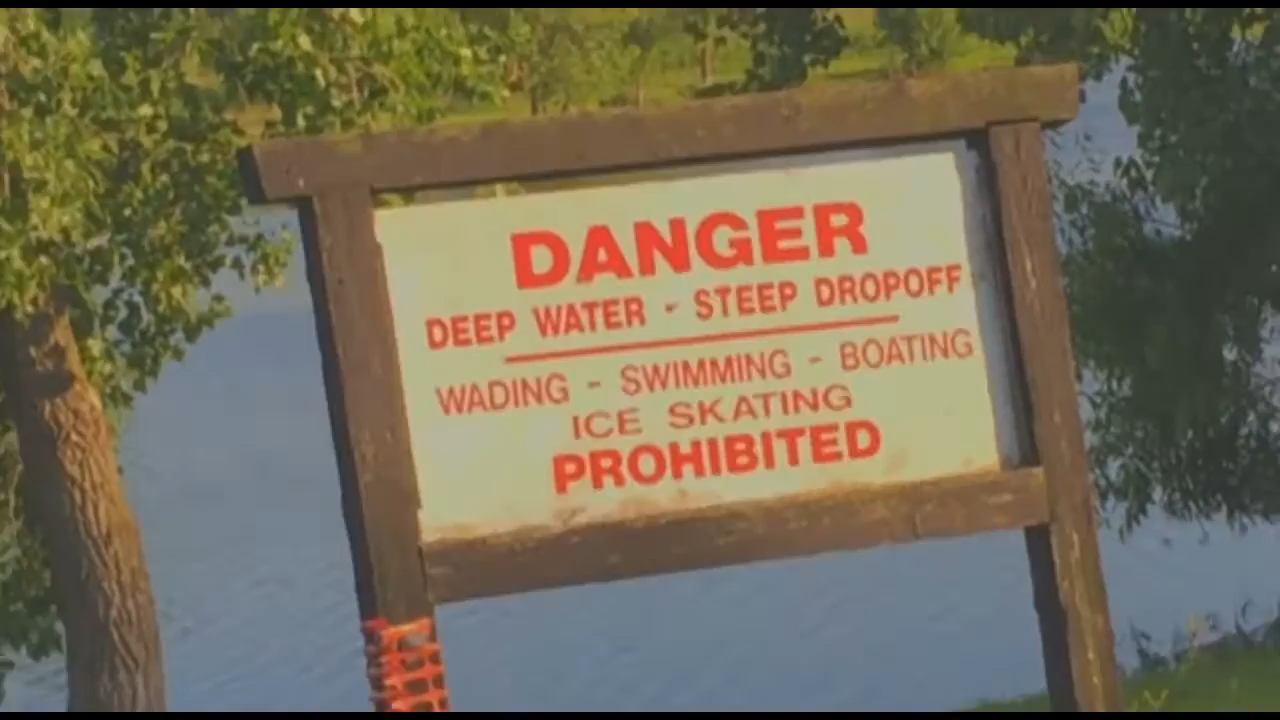 DANGER
DEEP WATER - STEEP DROPOFF
WADING - SWIMMING - BOATING
ICE SKATING
PROHIBITED